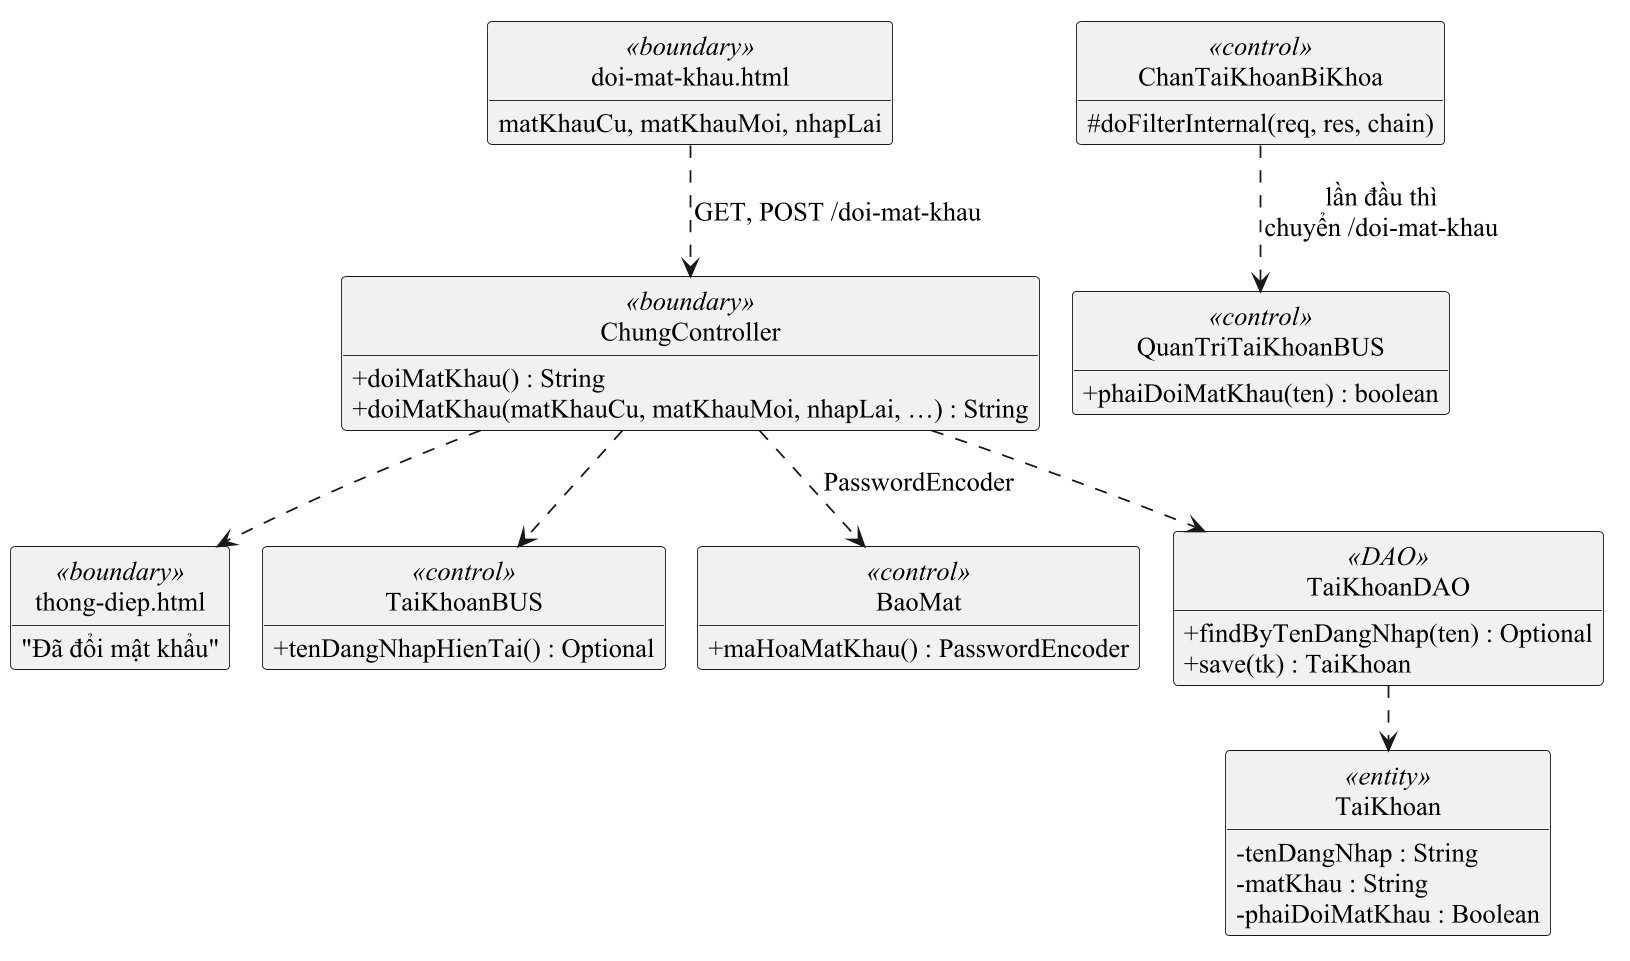 «boundary»
doi-mat-khau.html
matKhauCu, matKhauMoi, nhapLai
«control»
ChanTaiKhoanBiKhoa
#doFilterInternal(req, res, chain)
GET, POST /doi-mat-khau
lần đầu thì
chuyển /doi-mat-khau
«boundary»
ChungController
+doiMatKhau() : String
+doiMatKhau(matKhauCu, matKhauMoi, nhapLai, …) : String
«control»
QuanTriTaiKhoanBUS
+phaiDoiMatKhau(ten) : boolean
PasswordEncoder
«boundary»
thong-diep.html
"Đã đổi mật khẩu"
«control»
TaiKhoanBUS
+tenDangNhapHienTai() : Optional
«control»
BaoMat
+maHoaMatKhau() : PasswordEncoder
«DAO»
TaiKhoanDAO
+findByTenDangNhap(ten) : Optional
+save(tk) : TaiKhoan
«entity»
TaiKhoan
-tenDangNhap : String
-matKhau : String
-phaiDoiMatKhau : Boolean